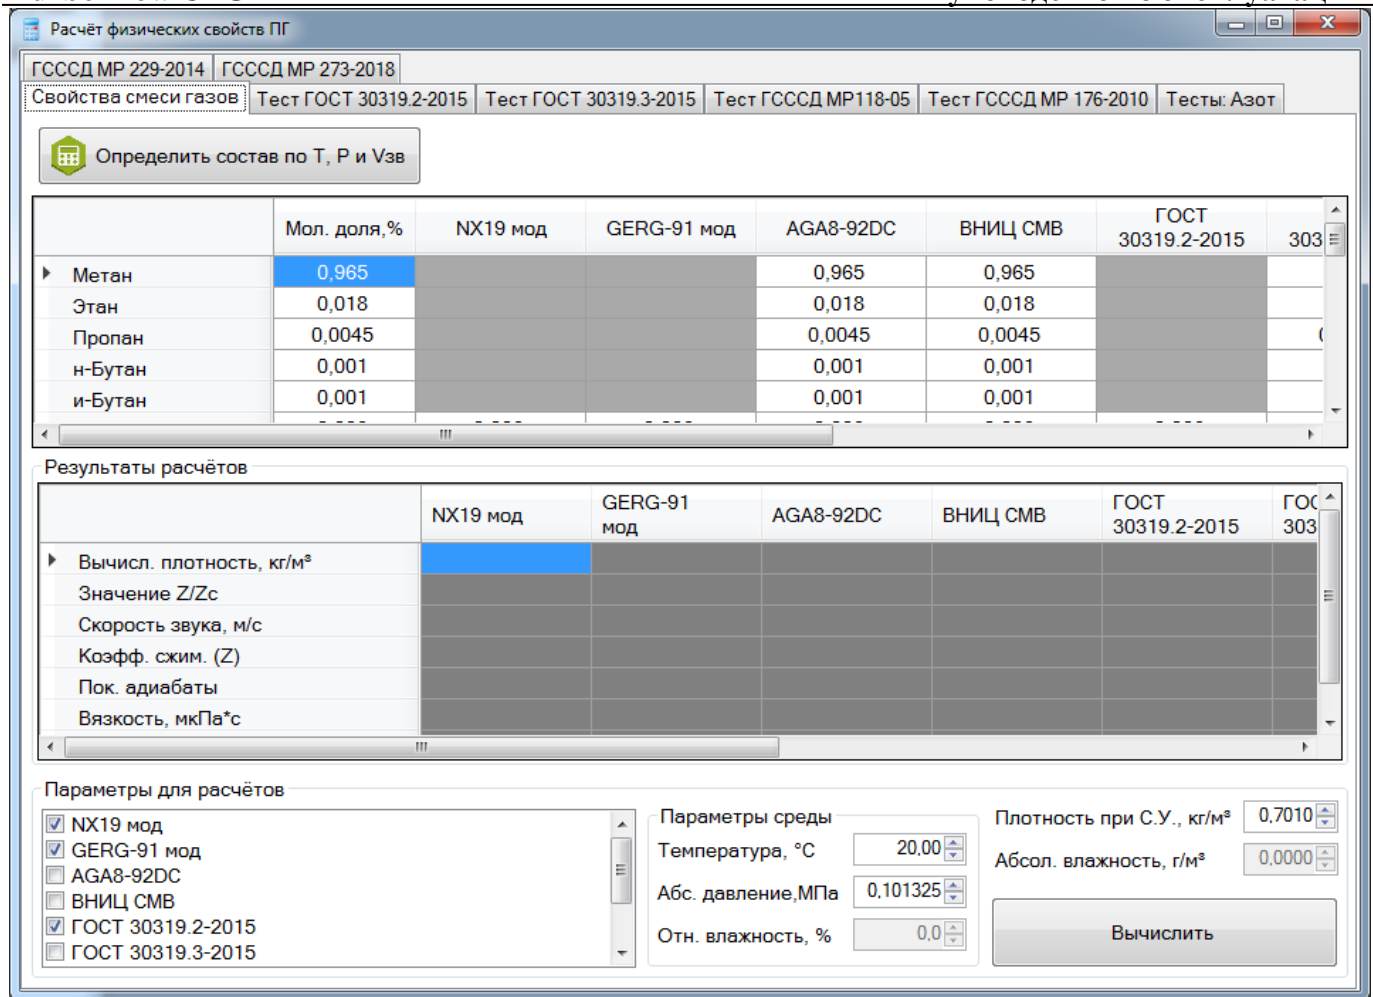 Расчёт физических свойств ПГ
ГСССД МР 229-2014 ГСССД МР 273-2018
Свойства смеси газов Тест ГОСТ 30319.2-2015 Тест ГОСТ 30319.3-2015 Тест ГСССД МР118-05 Тест ГСССД МР 176-2010 Тесты: Азот
Определить состав по Т, Р и Vзв
Мол. доля,% NX19 мод GERG-91 мод AGA8-92DC ВНИЦ СМВ ГОСТ
30319.2-2015 303
Метан 0,965 0,965 0,965
Этан 0,018 0,018 0,018
Пропан 0,0045 0,0045 0,0045
н-Бутан 0,001 0,001 0,001
и-Бутан 0,001 0,001 0,001
Результаты расчётов
NX19 мод GERG-91 мод AGA8-92DC ВНИЦ СМВ ГОСТ 30319.2-2015 ГОС 303
Вычисл. плотность, кг/м³
Значение Z/Zc
Скорость звука, м/с
Коэфф. сжим. (Z)
Пок. адиабаты
Вязкость, мкПа*с
Параметры для расчётов
NX19 мод
GERG-91 мод
AGA8-92DC
ВНИЦ СМВ
ГОСТ 30319.2-2015
ГОСТ 30319.3-2015
Параметры среды
Температура, °С 20,00
Абс. давление,МПа 0,101325
Отн. влажность, % 0,0
Плотность при С.У., кг/м³ 0,7010
Абсол. влажность, г/м³ 0,0000
Вычислить